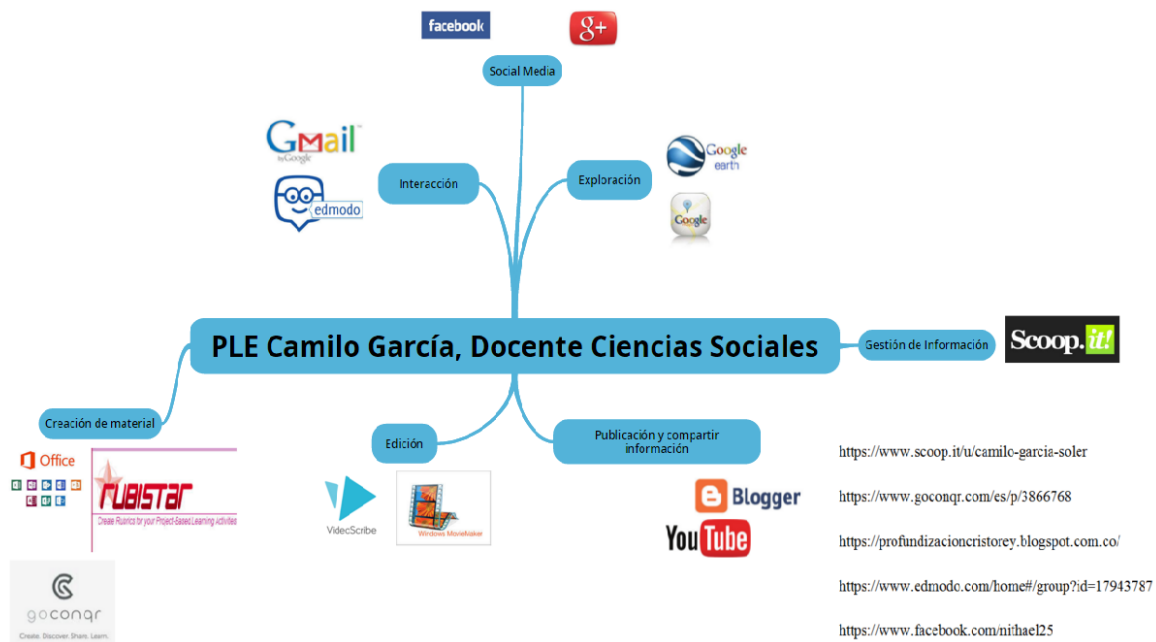 facebook
g+
Social Media
Gmail
by Google
Interacción
edmodo
Exploración
Google
earth
Google
PLE Camilo García, Docente Ciencias Sociales
Gestión de Información
Scoop.it!
Creación de material
Office
RUBISTAR
Create Rubrics for your Project-Based Learning Activities
goconqr
Create. Discover. Share. Learn.
Edición
VideoScribe
Windows MovieMaker
Publicación y compartir
información
Blogger
YouTube
https://www.scoop.it/u/camilo-garcia-soler
https://www.goconqr.com/es/p/3866768
https://profundizacioncristorey.blogspot.com.co/
https://www.edmodo.com/home#/group?id=17943787
https://www.facebook.com/nithael25